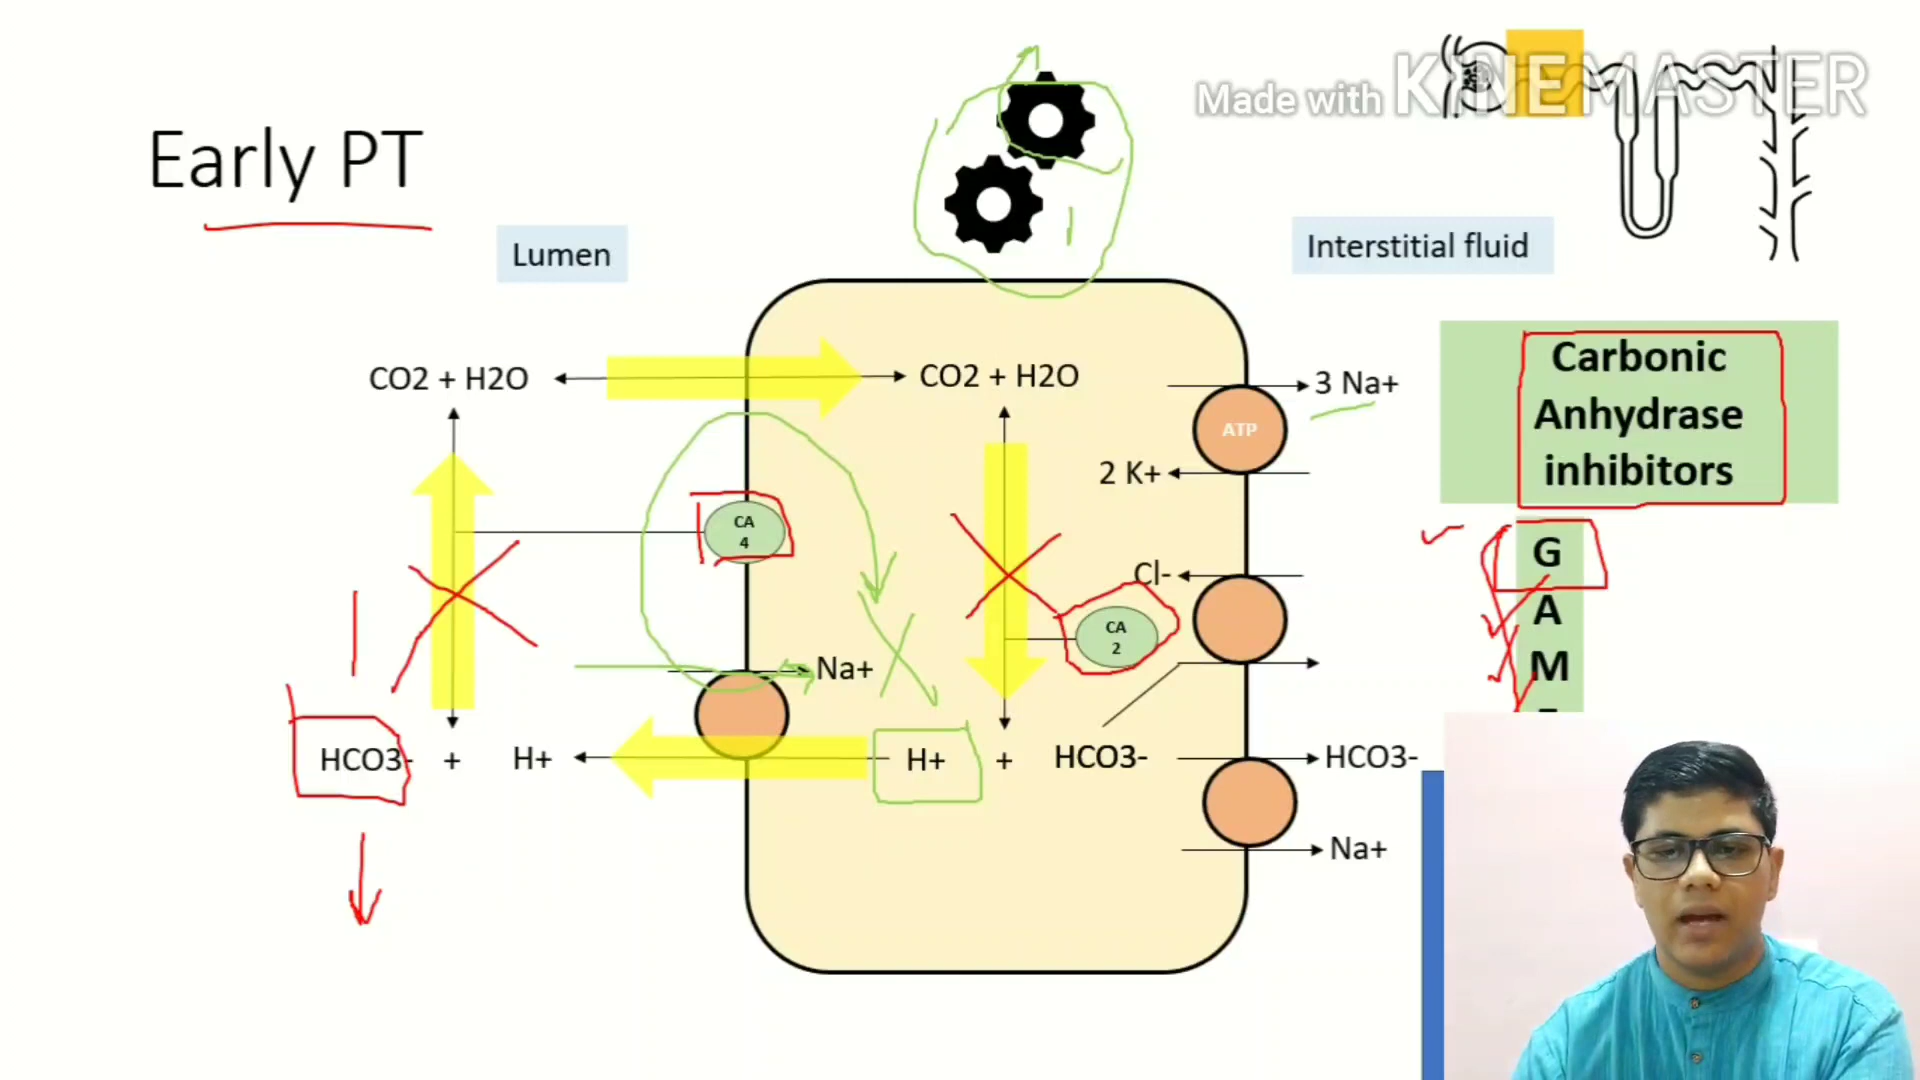 Made with KINEMASTER
Early PT
Lumen
Interstitial fluid
CO2 + H2O
CO2 + H2O
3 Na+
ATP
2 K+
Carbonic
Anhydrase
inhibitors
CA
4
Cl-
CA
2
G
A
M
Na+
HCO3- + H+
H+ + HCO3-
HCO3-
Na+